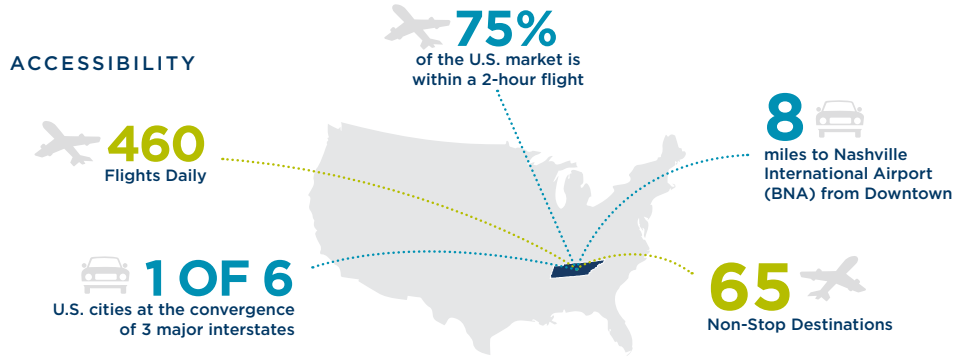 ACCESSIBILITY
75%
of the U.S. market is
within a 2-hour flight
460
Flights Daily
8
miles to Nashville
International Airport
(BNA) from Downtown
1 OF 6
U.S. cities at the convergence
of 3 major interstates
65
Non-Stop Destinations